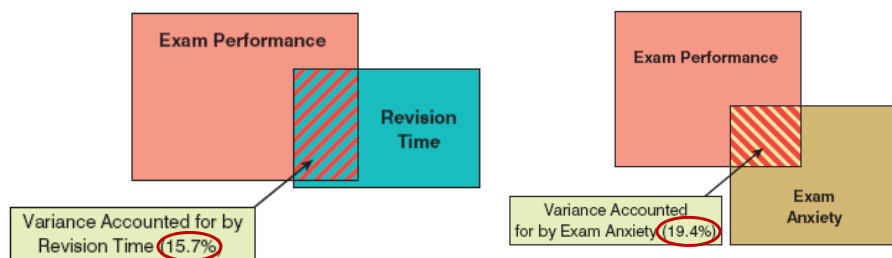 Exam Performance
Revision
Time
Variance Accounted for by
Revision Time (15.7%)
Exam Performance
Exam
Anxiety
Variance Accounted
for by Exam Anxiety (19.4%)